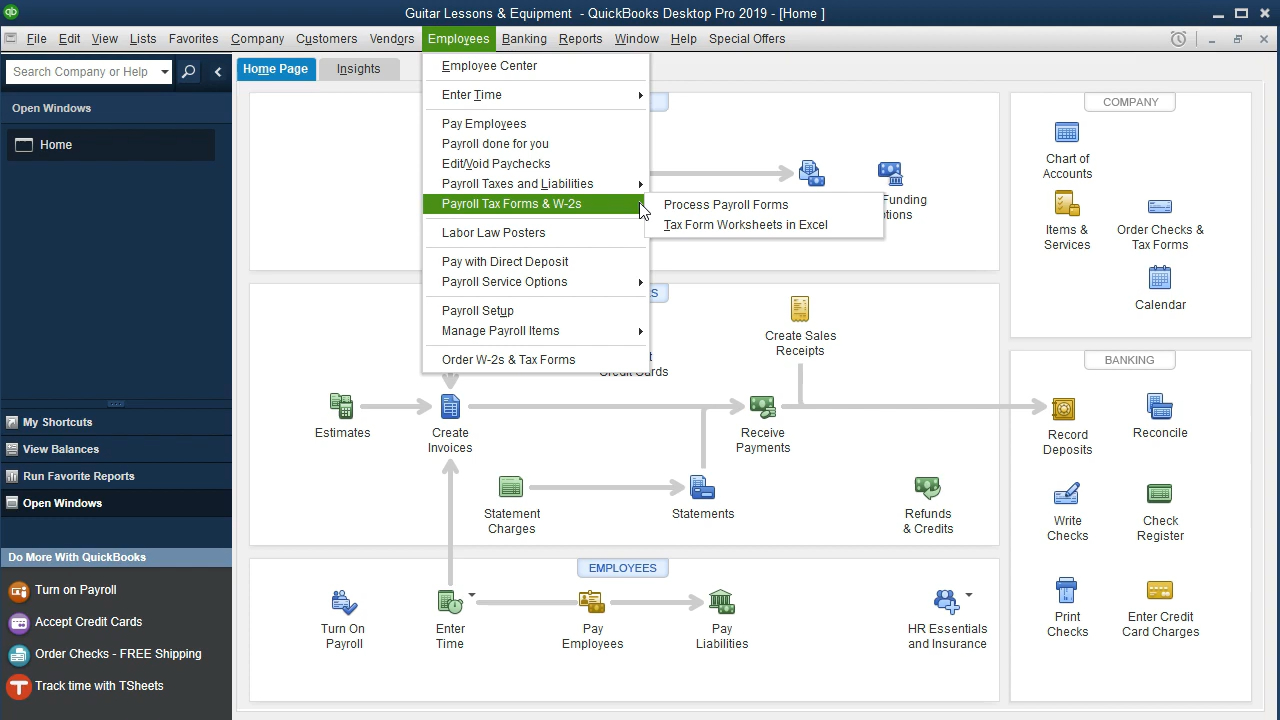 Guitar Lessons & Equipment - QuickBooks Desktop Pro 2019 - [Home ]
File Edit View Lists Favorites Company Customers Vendors Employees Banking Reports Window Help Special Offers
Search Company or Help
Home Page
Insights
Open Windows
Home
My Shortcuts
View Balances
Run Favorite Reports
Open Windows
Do More With QuickBooks
Turn on Payroll
Accept Credit Cards
Order Checks - FREE Shipping
Track time with TSheets
Employee Center
Enter Time
Pay Employees
Payroll done for you
Edit/Void Paychecks
Payroll Taxes and Liabilities
Payroll Tax Forms & W-2s
Labor Law Posters
Pay with Direct Deposit
Payroll Service Options
Payroll Setup
Manage Payroll Items
Order W-2s & Tax Forms
Process Payroll Forms
Tax Form Worksheets in Excel
Funding
Estimates
Create
Invoices
Create Sales
Receipts
Receive
Payments
Statement
Charges
Statements
Refunds
& Credits
EMPLOYEES
Turn On
Payroll
Enter
Time
Pay
Employees
Pay
Liabilities
HR Essentials
and Insurance
COMPANY
Chart of
Accounts
Items &
Services
Order Checks &
Tax Forms
Calendar
BANKING
Record
Deposits
Reconcile
Write
Checks
Check
Register
Print
Checks
Enter Credit
Card Charges